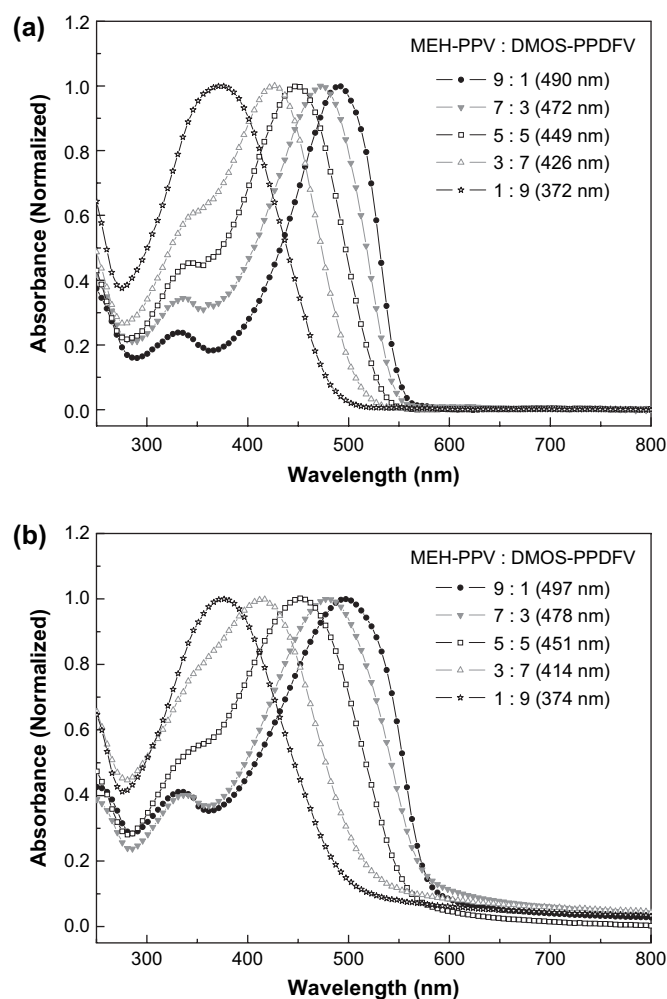 (a)
1.2
1.0
0.8
0.6
0.4
0.2
0.0
Absorbance (Normalized)
MEH-PPV : DMOS-PPDFV
9 : 1 (490 nm)
7 : 3 (472 nm)
5 : 5 (449 nm)
3 : 7 (426 nm)
1 : 9 (372 nm)
300 400 500 600 700 800
Wavelength (nm)
(b)
1.2
1.0
0.8
0.6
0.4
0.2
0.0
Absorbance (Normalized)
MEH-PPV : DMOS-PPDFV
9 : 1 (497 nm)
7 : 3 (478 nm)
5 : 5 (451 nm)
3 : 7 (414 nm)
1 : 9 (374 nm)
300 400 500 600 700 800
Wavelength (nm)